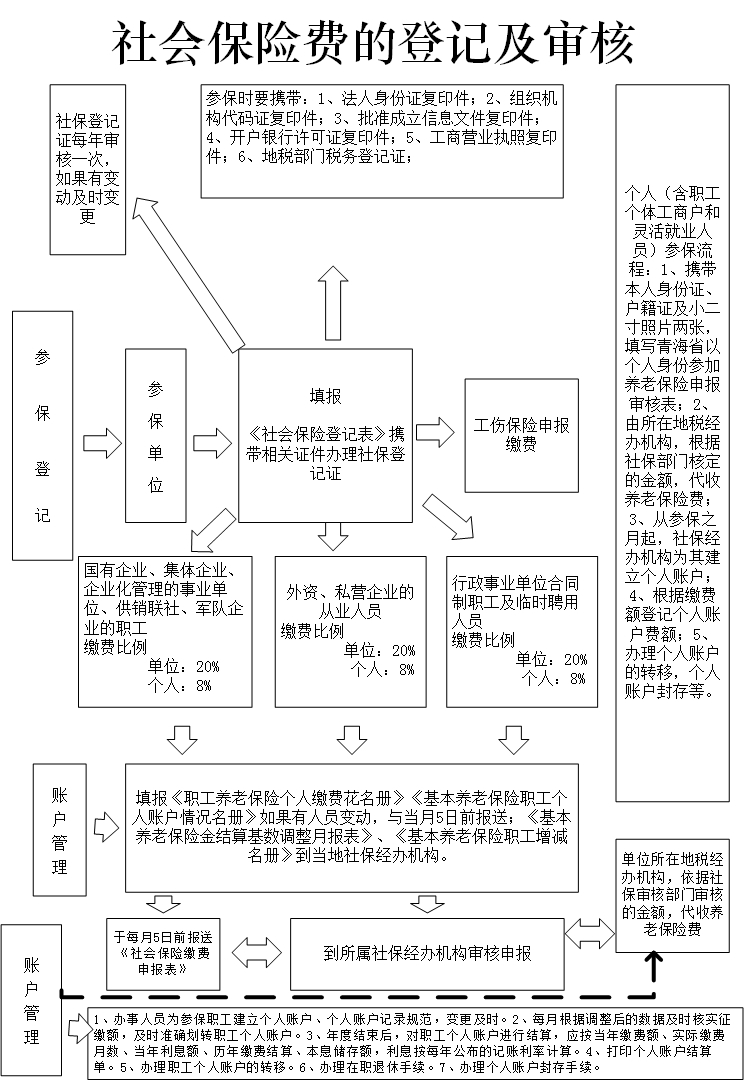 社会保险费的登记及审核
社保登记
证每年审
核一次，
如果有变
动及时变
更
参保时要携带：1、法人身份证复印件；2、组织机
构代码证复印件；3、批准成立信息文件复印件；
4、开户银行许可证复印件；5、工商营业执照复印
件；6、地税部门税务登记证；
个人（含职工
个体工商户和
灵活就业人
员）参保流
程：1、携带
本人身份证、
户籍证及小二
寸照片两张，
填写青海省以
个人身份参加
养老保险申报
审核表；2、
由所在地税经
办机构，根据
社保部门核定
的金额，代收
养老保险费；
3、从参保之
月起，社保经
办机构为其建
立个人账户；
4、根据缴费
额登记个人账
户费额；5、
办理个人账户
的转移，个人
账户封存等。
参
保
登
记
参
保
单
位
填报
《社会保险登记表》携
带相关证件办理社保登
记证
工伤保险申报
缴费
国有企业、集体企业、
企业化管理的事业单
位、供销联社、军队企
业的职工
缴费比例
单位：20%
个人：8%
外资、私营企业的
从业人员
缴费比例
单位：20%
个人：8%
行政事业单位合同
制职工及临时聘用
人员
缴费比例
单位：20%
个人：8%
账
户
管
理
填报《职工养老保险个人缴费花名册》《基本养老保险职工个
人账户情况名册》如果有人员变动，与当月5日前报送；《基本
养老保险金结算基数调整月报表》、《基本养老保险职工增减
名册》到当地社保经办机构。
单位所在地税经
办机构，依据社
保审核部门审核
的金额，代收养
老保险费
于每月5日前报送
《社会保险缴费
申报表》
到所属社保经办机构审核申报
账
户
管
理
1、办事人员为参保职工建立个人账户、个人账户记录规范，变更及时。2、每月根据调整后的数据及时核实征
缴额，及时准确划转职工个人账户。3、年度结束后，对职工个人账户进行结算，应按当年缴费额、实际缴费
月数、当年利息额、历年缴费结算、本息储存额，利息按每年公布的记账利率计算。4、打印个人账户结算
单。5、办理职工个人账户的转移。6、办理在职退休手续。7、办理个人账户封存手续。